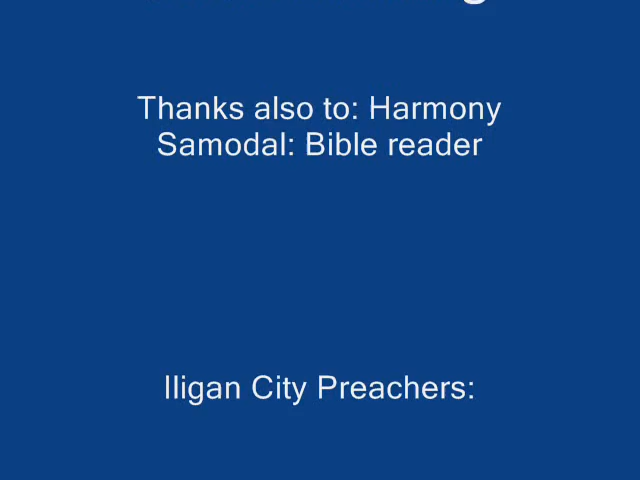 Thanks also to: Harmony
Samodal: Bible reader
Iligan City Preachers: